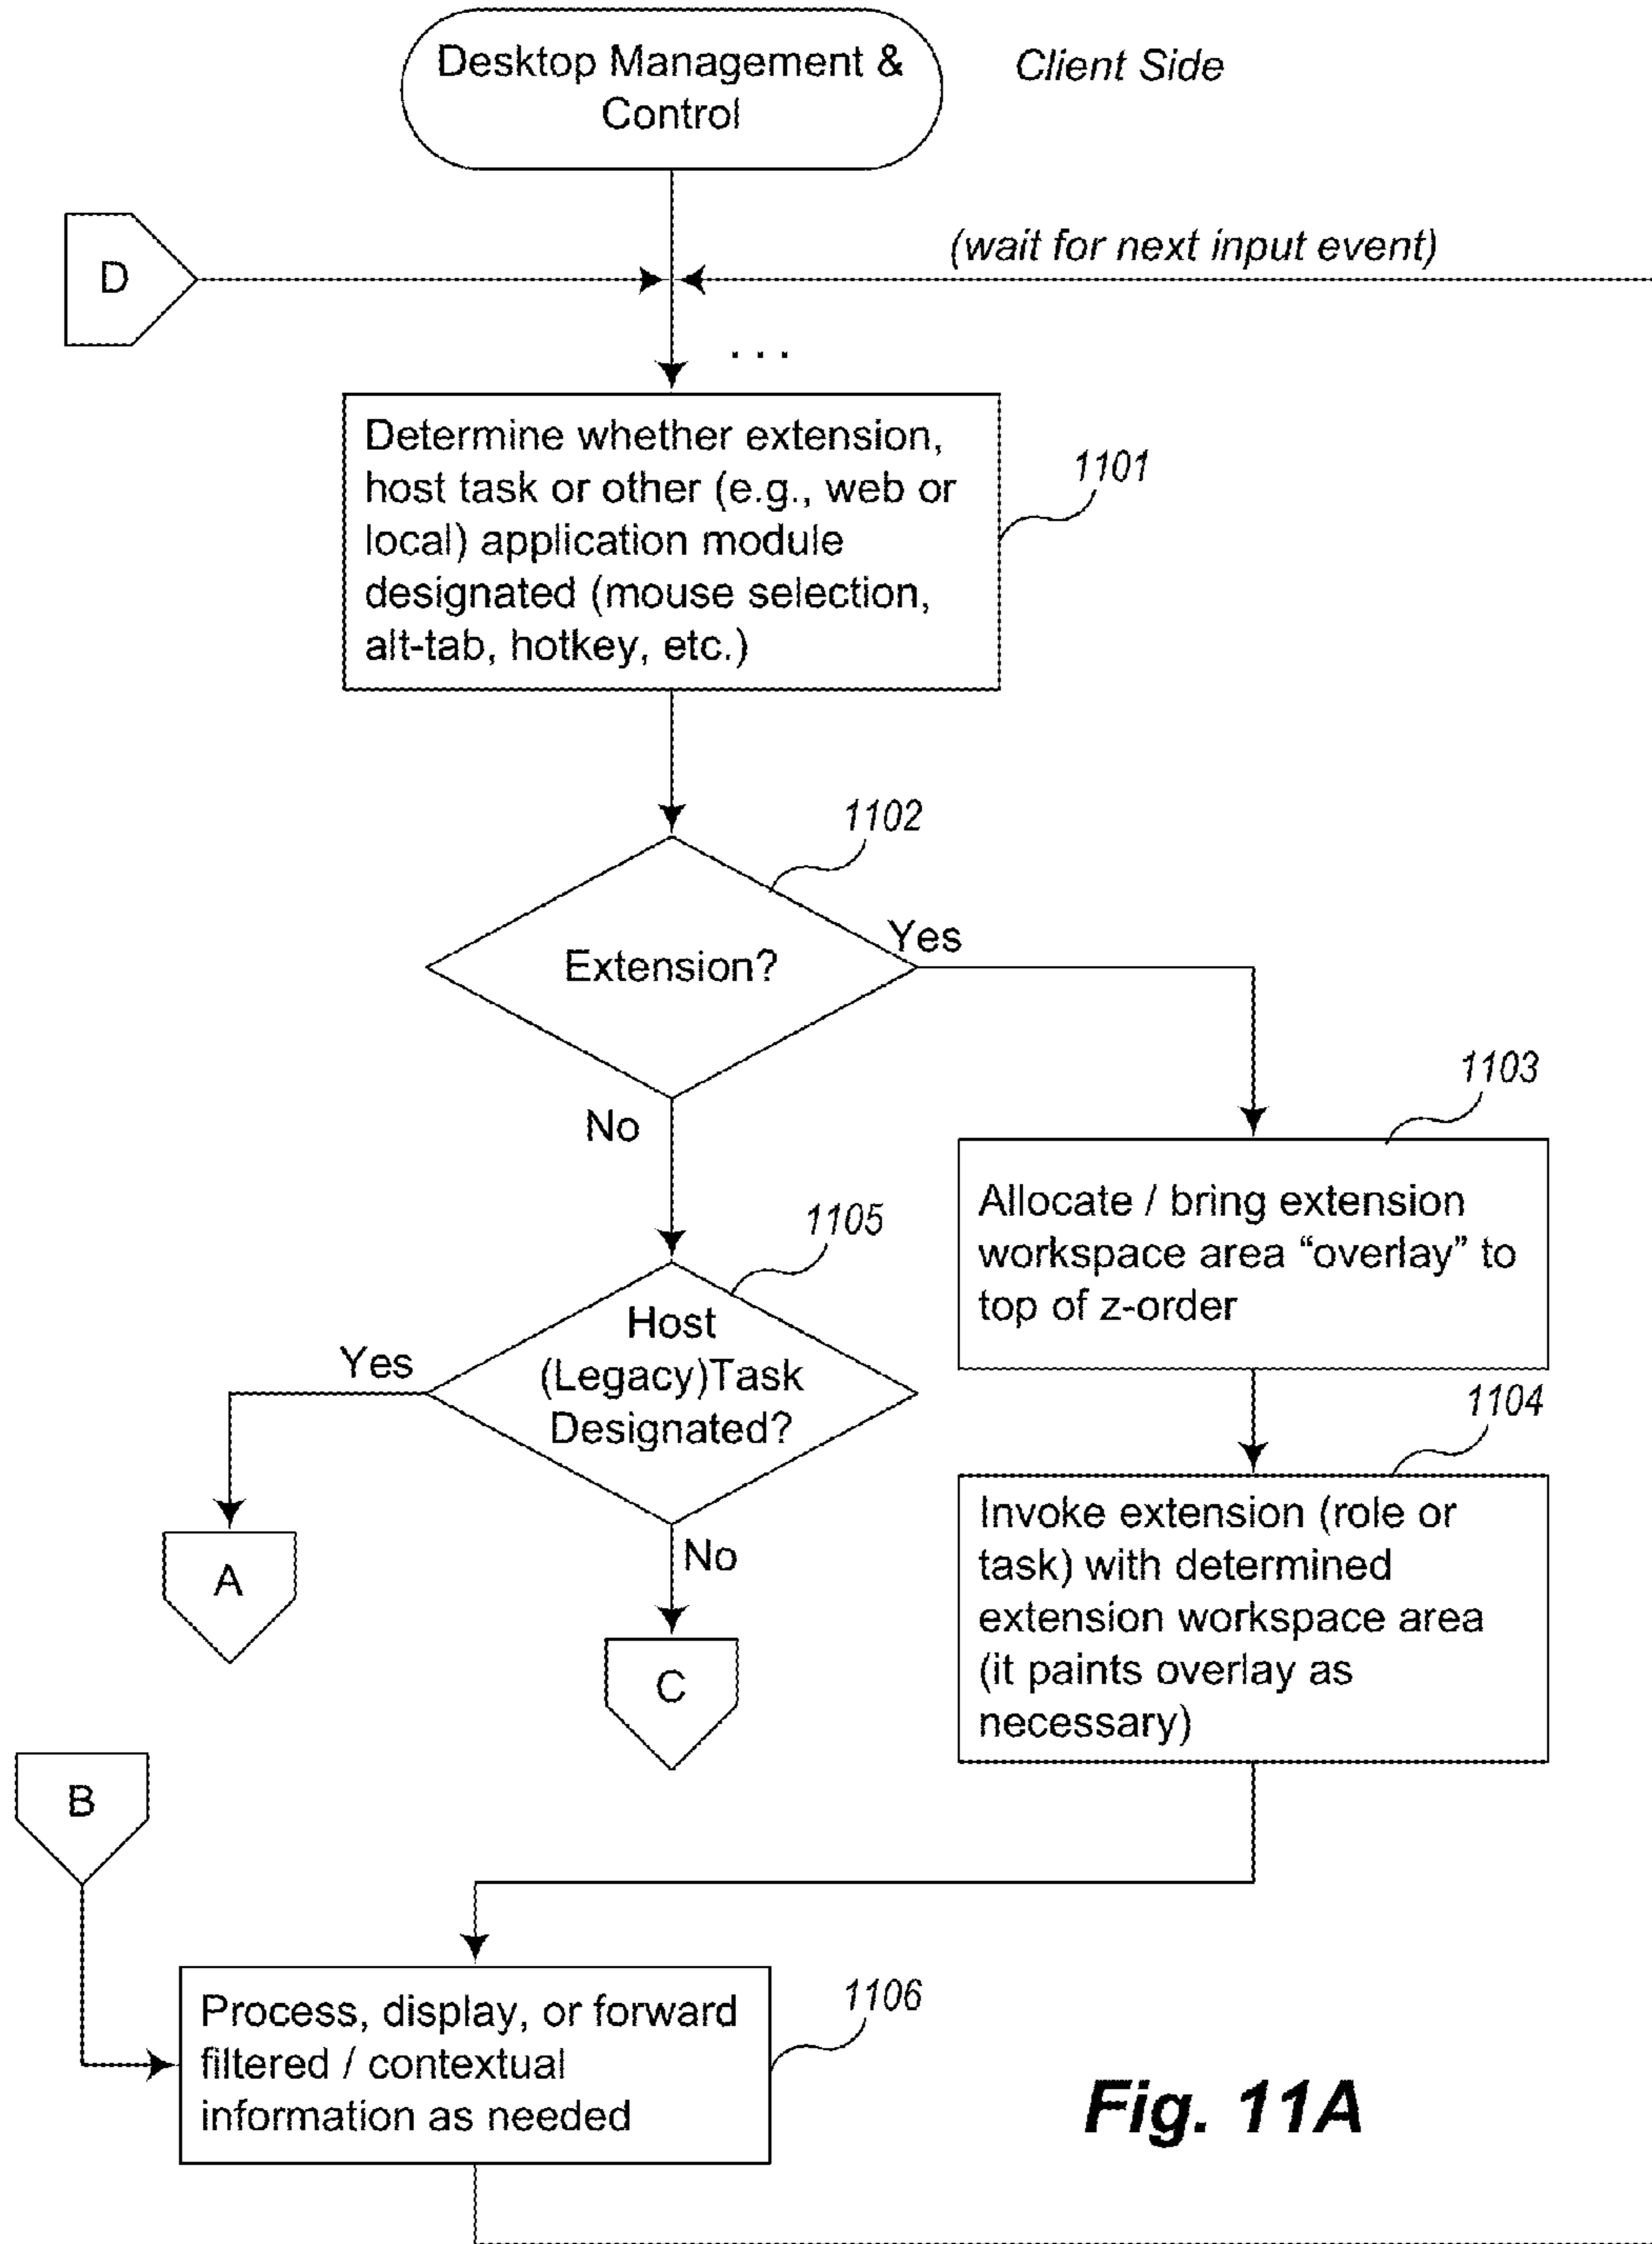 Desktop Management &
Control
Client Side
D
(wait for next input event)
. . .
Determine whether extension,
host task or other (e.g., web or
local) application module
designated (mouse selection,
alt-tab, hotkey, etc.)
1101
1102
Extension?
Yes
No
1103
Allocate / bring extension
workspace area “overlay” to
top of z-order
1105
Host
(Legacy)Task
Designated?
Yes
No
1104
Invoke extension (role or
task) with determined
extension workspace area
(it paints overlay as
necessary)
A
C
B
Process, display, or forward
filtered / contextual
information as needed
1106
Fig. 11A